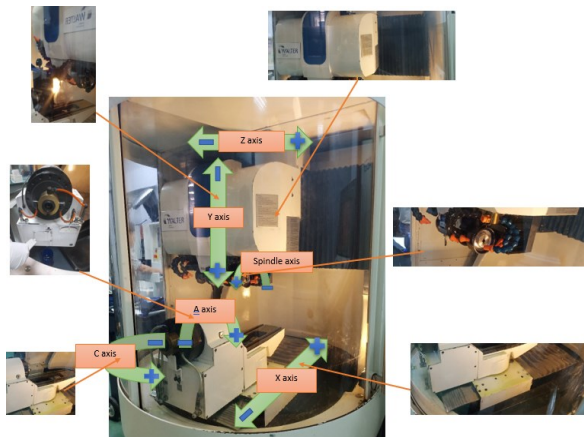 WALTER
Z axis
WALTER
Y axis
Spindle axis
A axis
C axis
X axis